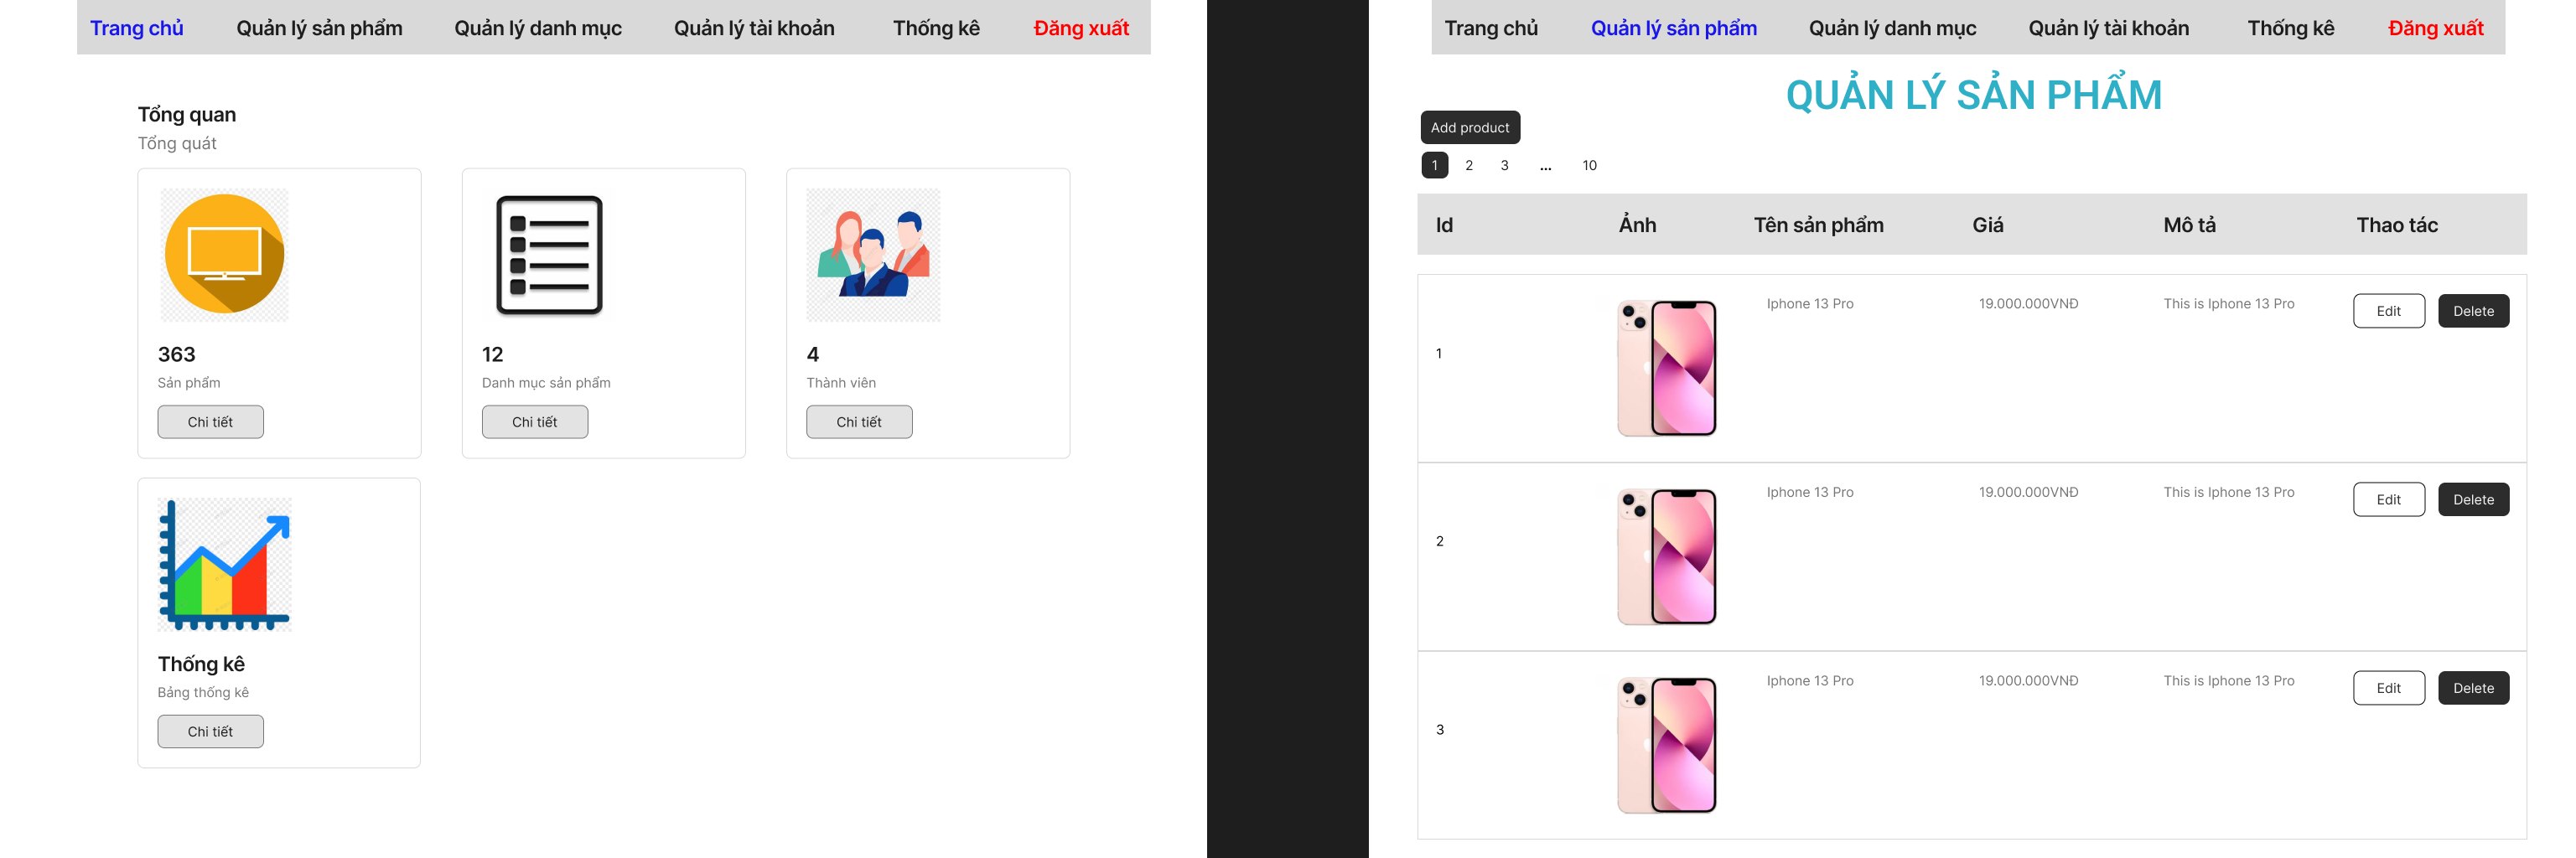 Trang chủ Quản lý sản phẩm Quản lý danh mục Quản lý tài khoản Thống kê Đăng xuất
Tổng quan
Tổng quát
363
Sản phẩm
Chi tiết
12
Danh mục sản phẩm
Chi tiết
4
Thành viên
Chi tiết
Thống kê
Bảng thống kê
Chi tiết
Trang chủ Quản lý sản phẩm Quản lý danh mục Quản lý tài khoản Thống kê Đăng xuất
QUẢN LÝ SẢN PHẨM
Add product
1 2 3 ... 10
Id Ảnh Tên sản phẩm Giá Mô tả Thao tác
1 Iphone 13 Pro 19.000.000VNĐ This is Iphone 13 Pro Edit Delete
2 Iphone 13 Pro 19.000.000VNĐ This is Iphone 13 Pro Edit Delete
3 Iphone 13 Pro 19.000.000VNĐ This is Iphone 13 Pro Edit Delete